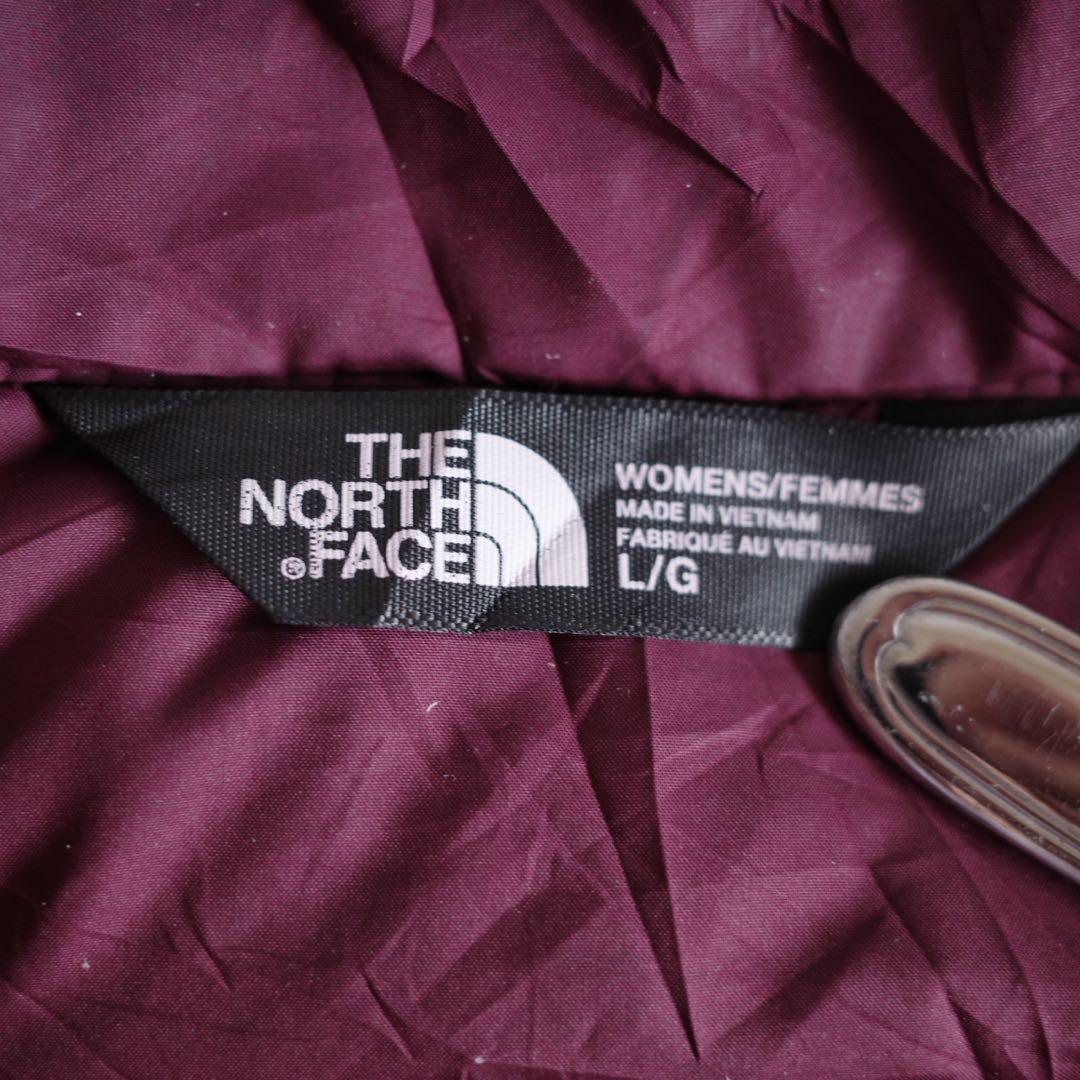 THE
NORTH
FACE
®
WOMENS/FEMMES
MADE IN VIETNAM
FABRIQUÉ AU VIETNAM
L/G